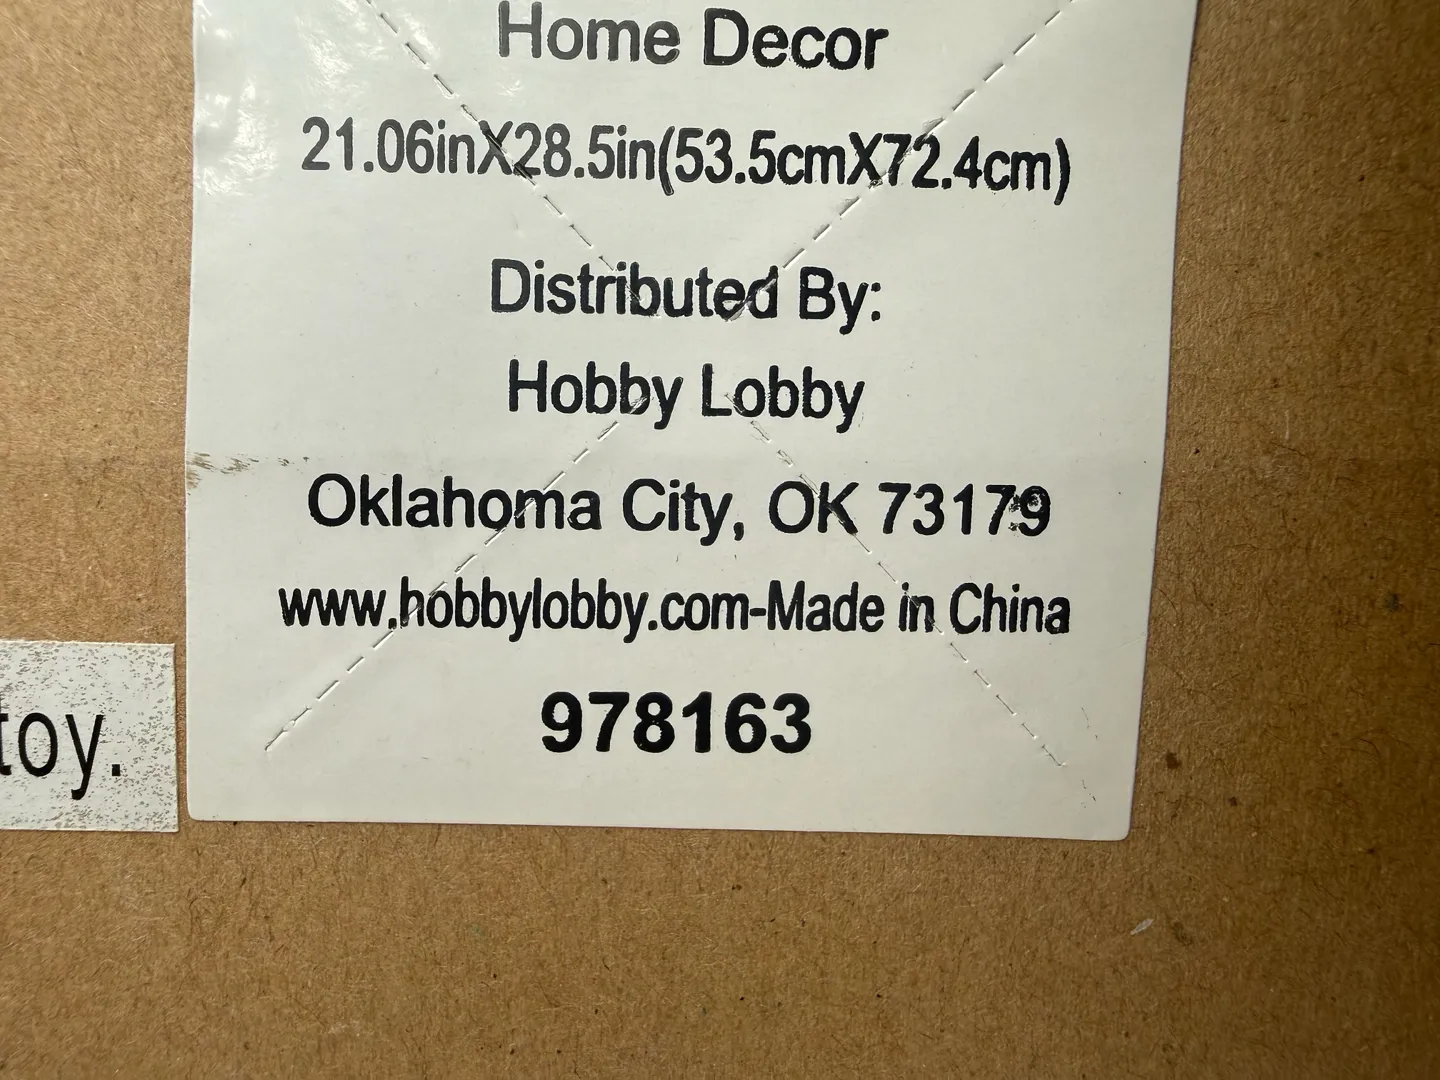 Home Decor
21.06inX28.5in(53.5cmX72.4cm)
Distributed By:
Hobby Lobby
Oklahoma City, OK 73179
www.hobbylobby.com-Made in China
978163
toy.